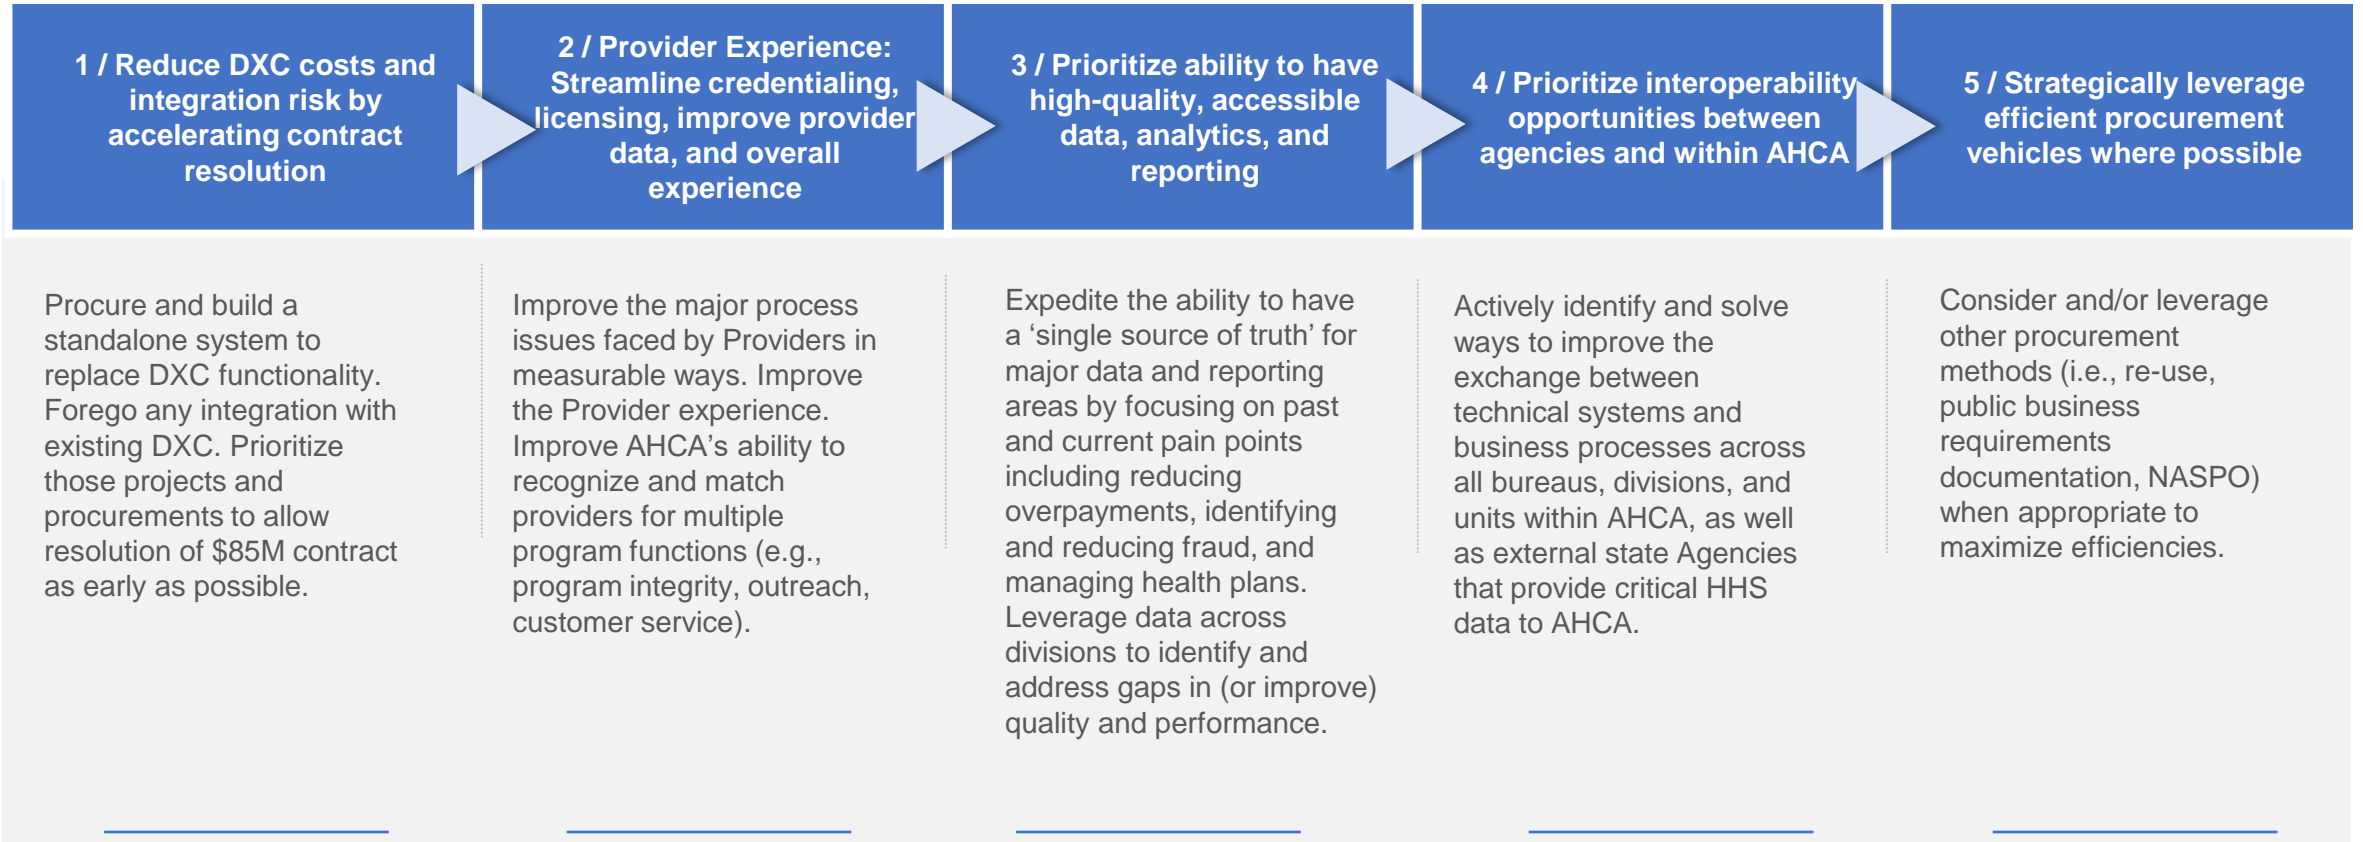 1 / Reduce DXC costs and
integration risk by
accelerating contract
resolution
2 / Provider Experience:
Streamline credentialing,
licensing, improve provider
data, and overall
experience
3 / Prioritize ability to have
high-quality, accessible
data, analytics, and
reporting
4 / Prioritize interoperability
opportunities between
agencies and within AHCA
5 / Strategically leverage
efficient procurement
vehicles where possible
Procure and build a
standalone system to
replace DXC functionality.
Forego any integration with
existing DXC. Prioritize
those projects and
procurements to allow
resolution of $85M contract
as early as possible.
Improve the major process
issues faced by Providers in
measurable ways. Improve
the Provider experience.
Improve AHCA’s ability to
recognize and match
providers for multiple
program functions (e.g.,
program integrity, outreach,
customer service).
Expedite the ability to have
a ‘single source of truth’ for
major data and reporting
areas by focusing on past
and current pain points
including reducing
overpayments, identifying
and reducing fraud, and
managing health plans.
Leverage data across
divisions to identify and
address gaps in (or improve)
quality and performance.
Actively identify and solve
ways to improve the
exchange between
technical systems and
business processes across
all bureaus, divisions, and
units within AHCA, as well
as external state Agencies
that provide critical HHS
data to AHCA.
Consider and/or leverage
other procurement
methods (i.e., re-use,
public business
requirements
documentation, NASPO)
when appropriate to
maximize efficiencies.